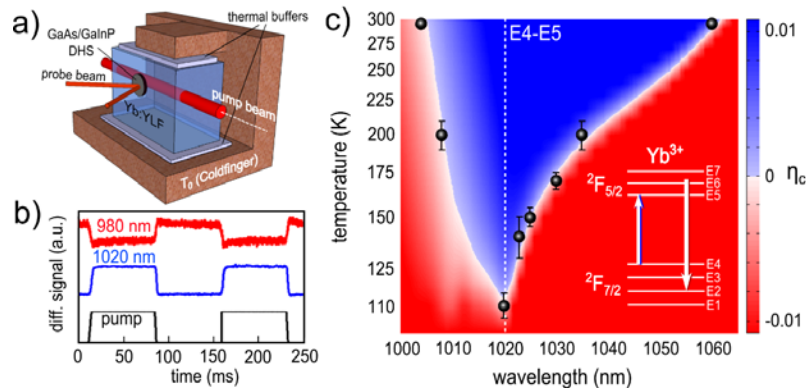 a)
GaAs/GaInP
DHS
thermal buffers
probe beam
pump beam
Yb:YLF
T₀ (Coldfinger)
b)
diff. signal (a.u.)
980 nm
1020 nm
pump
0 50 100 150 200 250
time (ms)
c)
temperature (K)
300
275
250
225
200
175
150
125
110
E4-E5
Yb³⁺
²F₅/₂
E7
E6
E5
²F₇/₂
E4
E3
E2
E1
1000 1010 1020 1030 1040 1050 1060
wavelength (nm)
0.01
0
-0.01
ηc